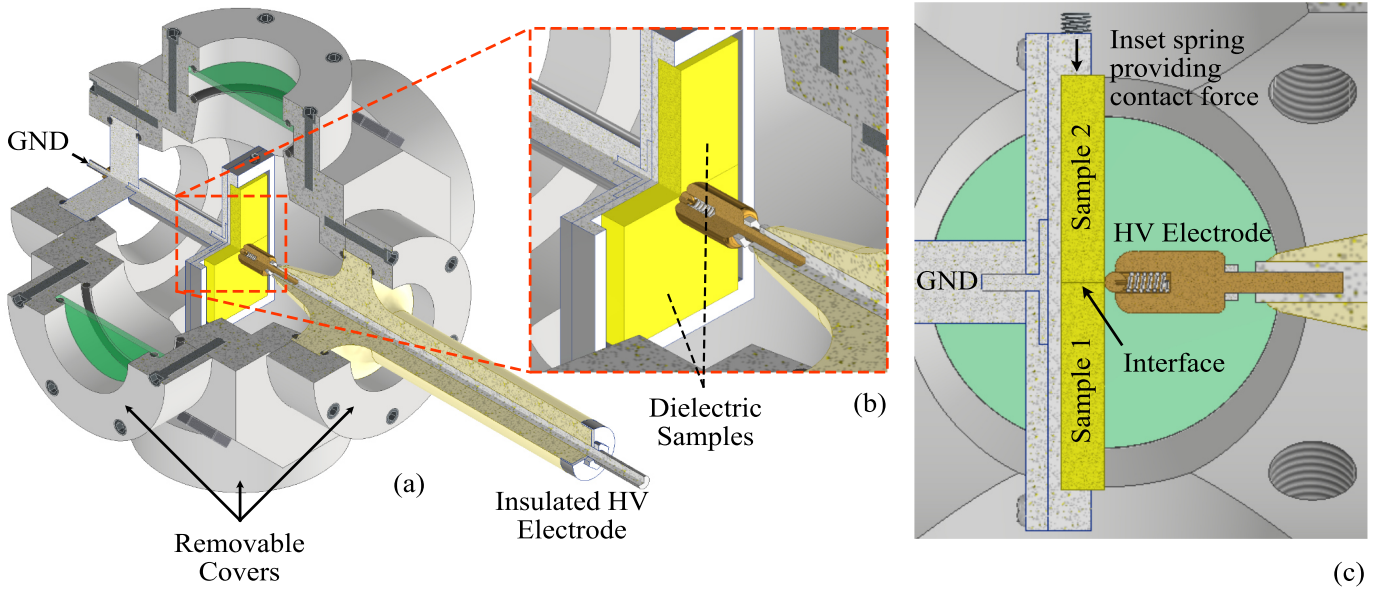 GND
(a)
Removable
Covers
Insulated HV
Electrode
Dielectric
Samples
(b)
Inset spring
providing
contact force
Sample 2
HV Electrode
GND
Interface
Sample 1
(c)